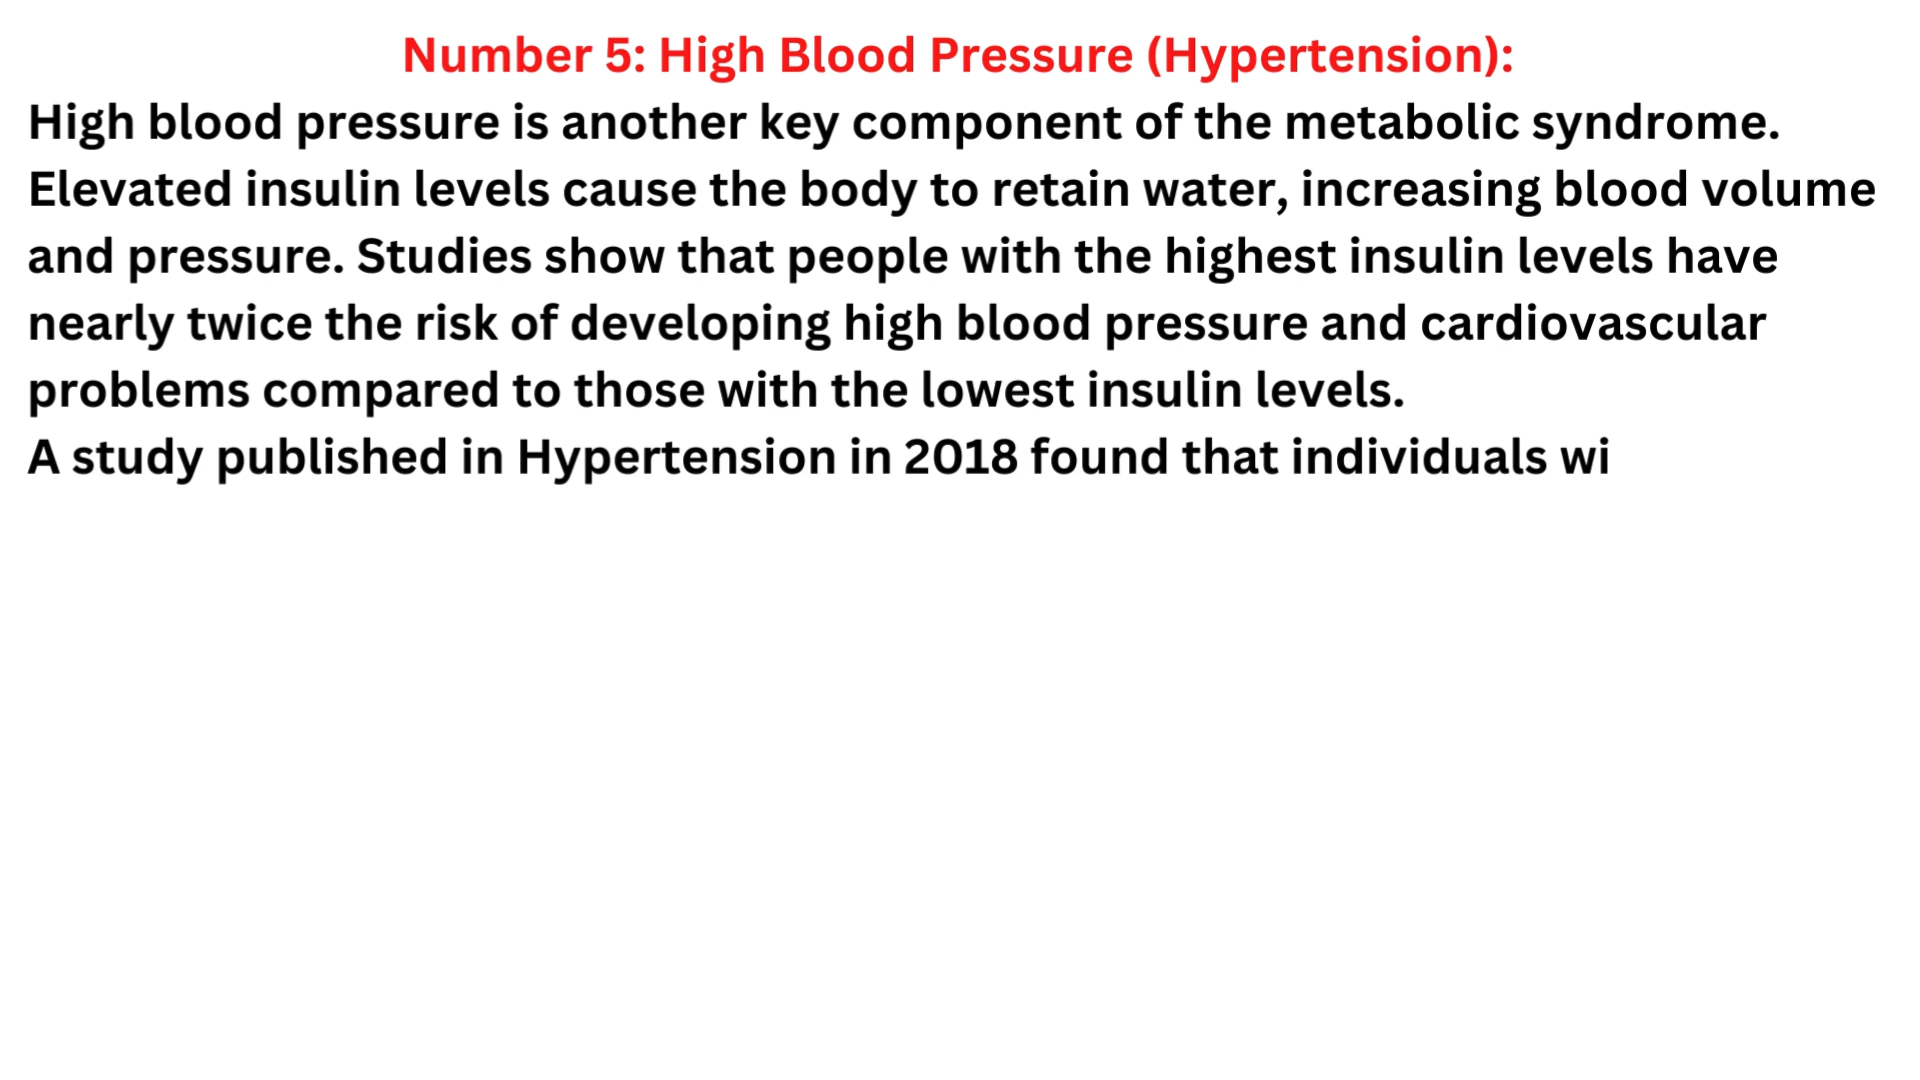 Number 5: High Blood Pressure (Hypertension):
High blood pressure is another key component of the metabolic syndrome.
Elevated insulin levels cause the body to retain water, increasing blood volume
and pressure. Studies show that people with the highest insulin levels have
nearly twice the risk of developing high blood pressure and cardiovascular
problems compared to those with the lowest insulin levels.
A study published in Hypertension in 2018 found that individuals wi